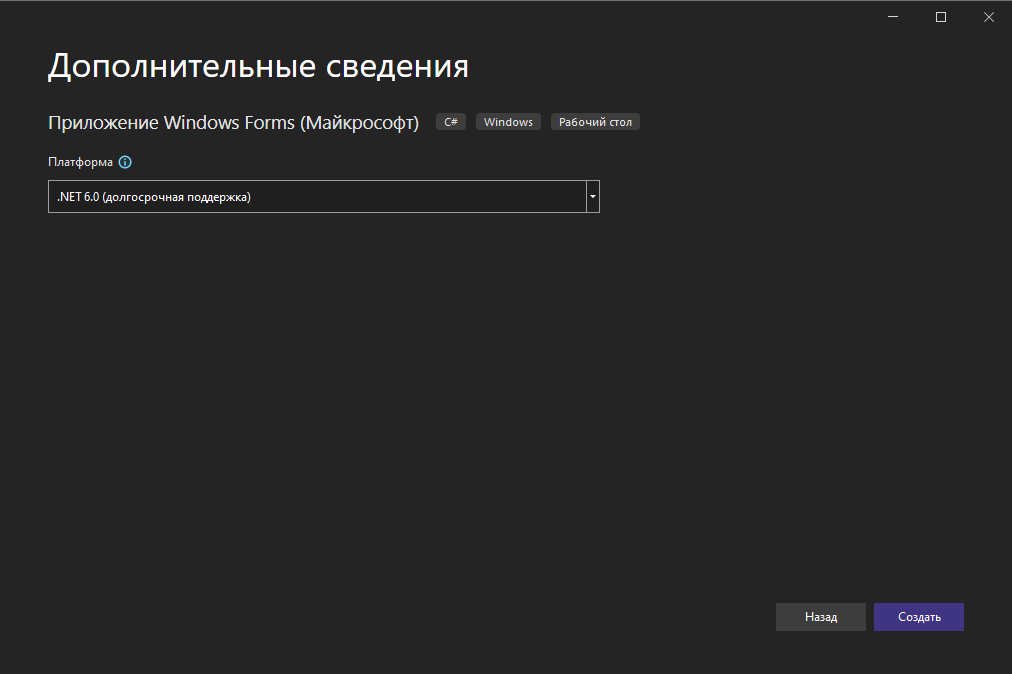 Дополнительные сведения
Приложение Windows Forms (Майкрософт) C# Windows Рабочий стол
Платформа
.NET 6.0 (долгосрочная поддержка)
Назад Создать